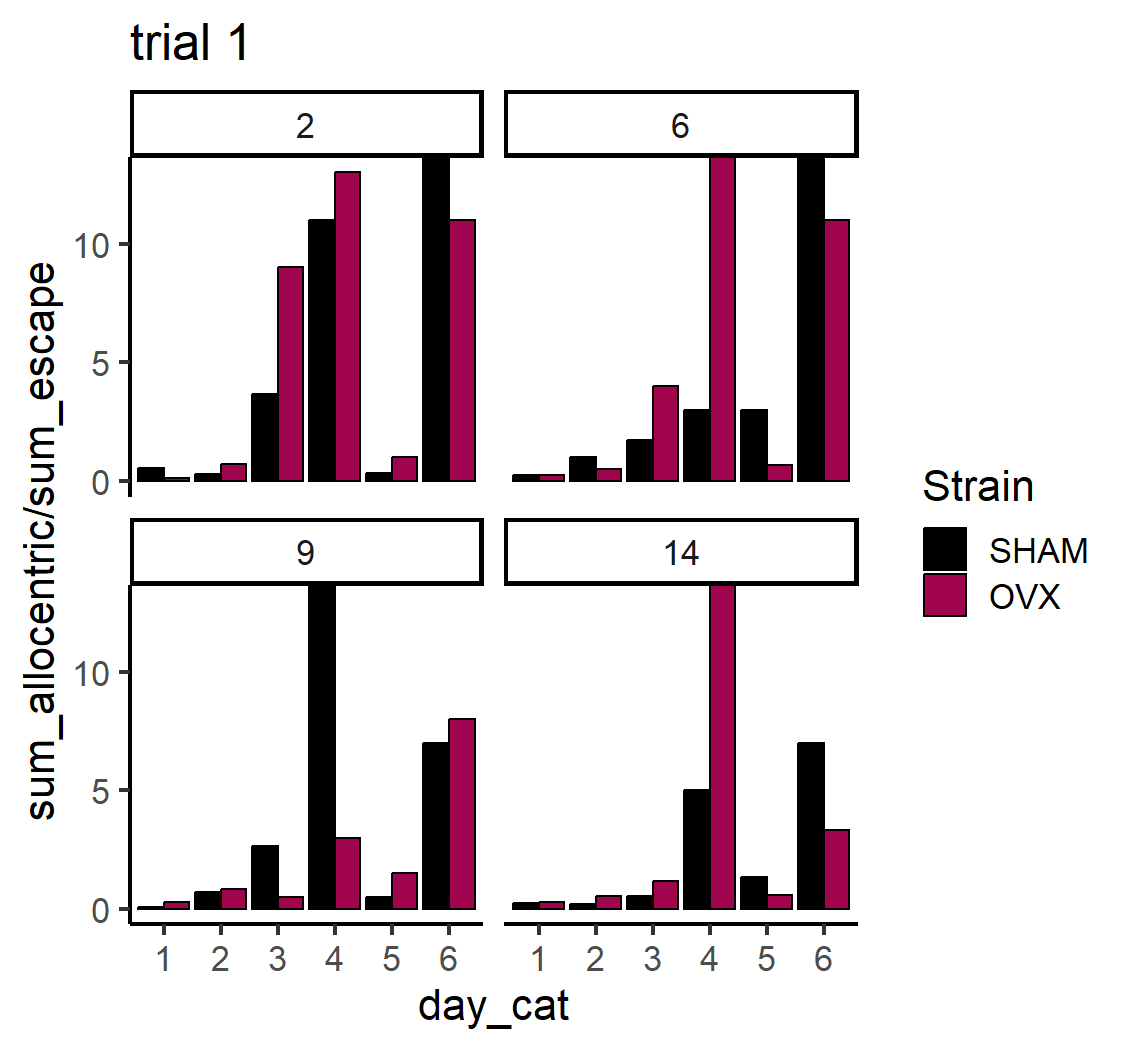 trial 1
2
6
10
5
0
9
14
10
5
0
1 2 3 4 5 6
1 2 3 4 5 6
day_cat
sum_allocentric/sum_escape
Strain
SHAM
OVX